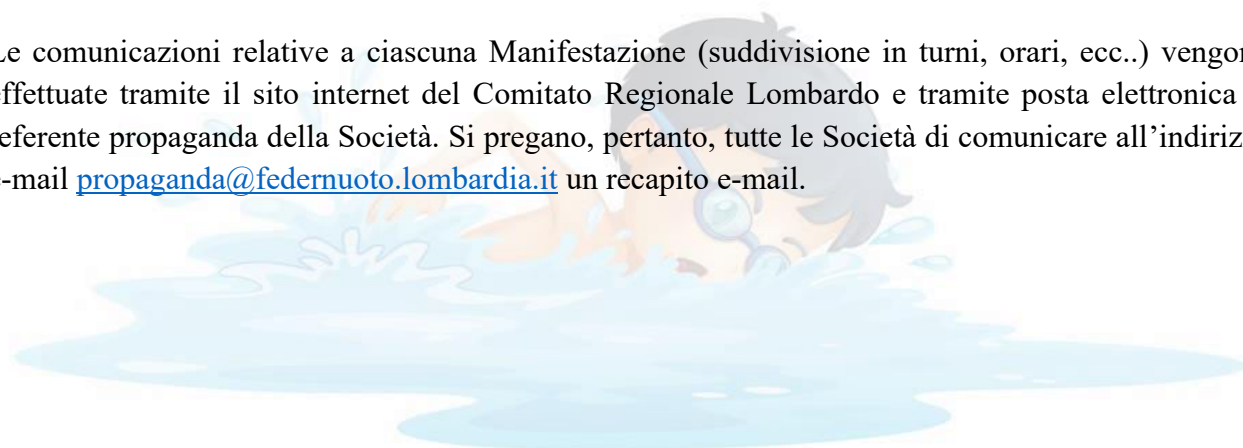 Le comunicazioni relative a ciascuna Manifestazione (suddivisione in turni, orari, ecc..) vengon
effettuate tramite il sito internet del Comitato Regionale Lombardo e tramite posta elettronica
referente propaganda della Società. Si pregano, pertanto, tutte le Società di comunicare all’indiriz
e-mail propaganda@federnuoto.lombardia.it un recapito e-mail.